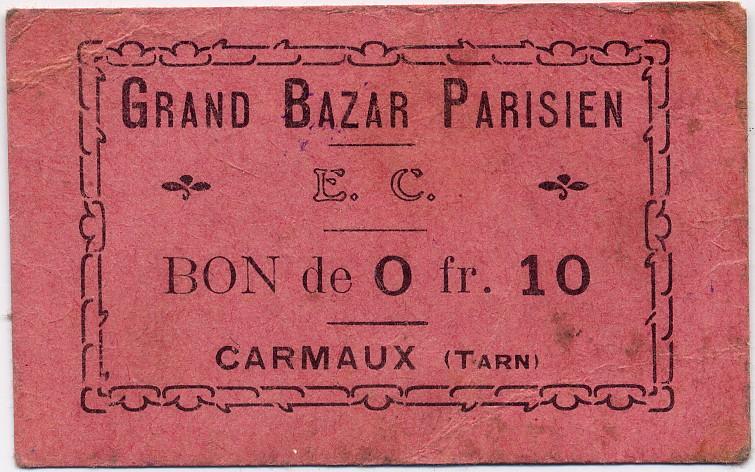 GRAND BAZAR PARISIEN
E. C.
BON de 0 fr. 10
CARMAUX (TARN)